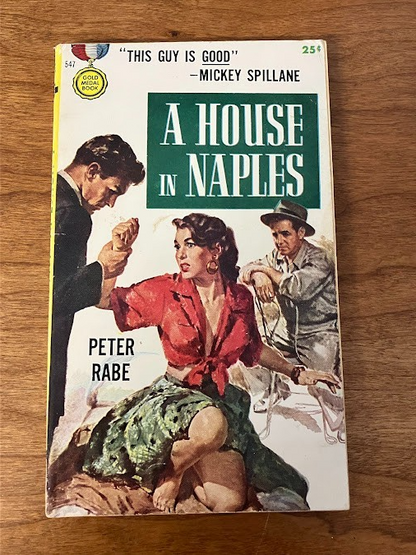 "THIS GUY IS GOOD"
—MICKEY SPILLANE
25¢
547
GOLD
MEDAL
BOOK
A HOUSE
IN NAPLES
PETER
RABE